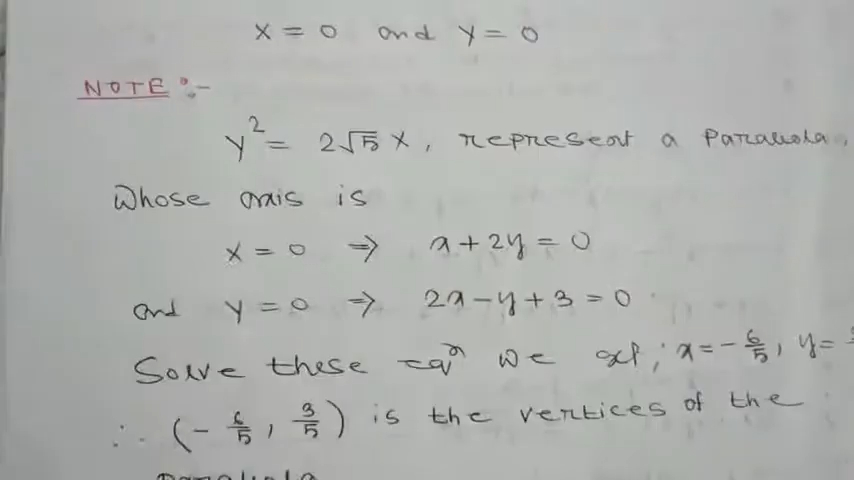 X = 0 and Y = 0
NOTE :-
Y² = 2√5 X, represent a Parabola,
Whose axis is
X = 0 ⇒ x + 2y = 0
and Y = 0 ⇒ 2x - y + 3 = 0
Solve these eqⁿ We get, x = -6/5, y =
∴ (-6/5, 3/5) is the vertices of the
parabola